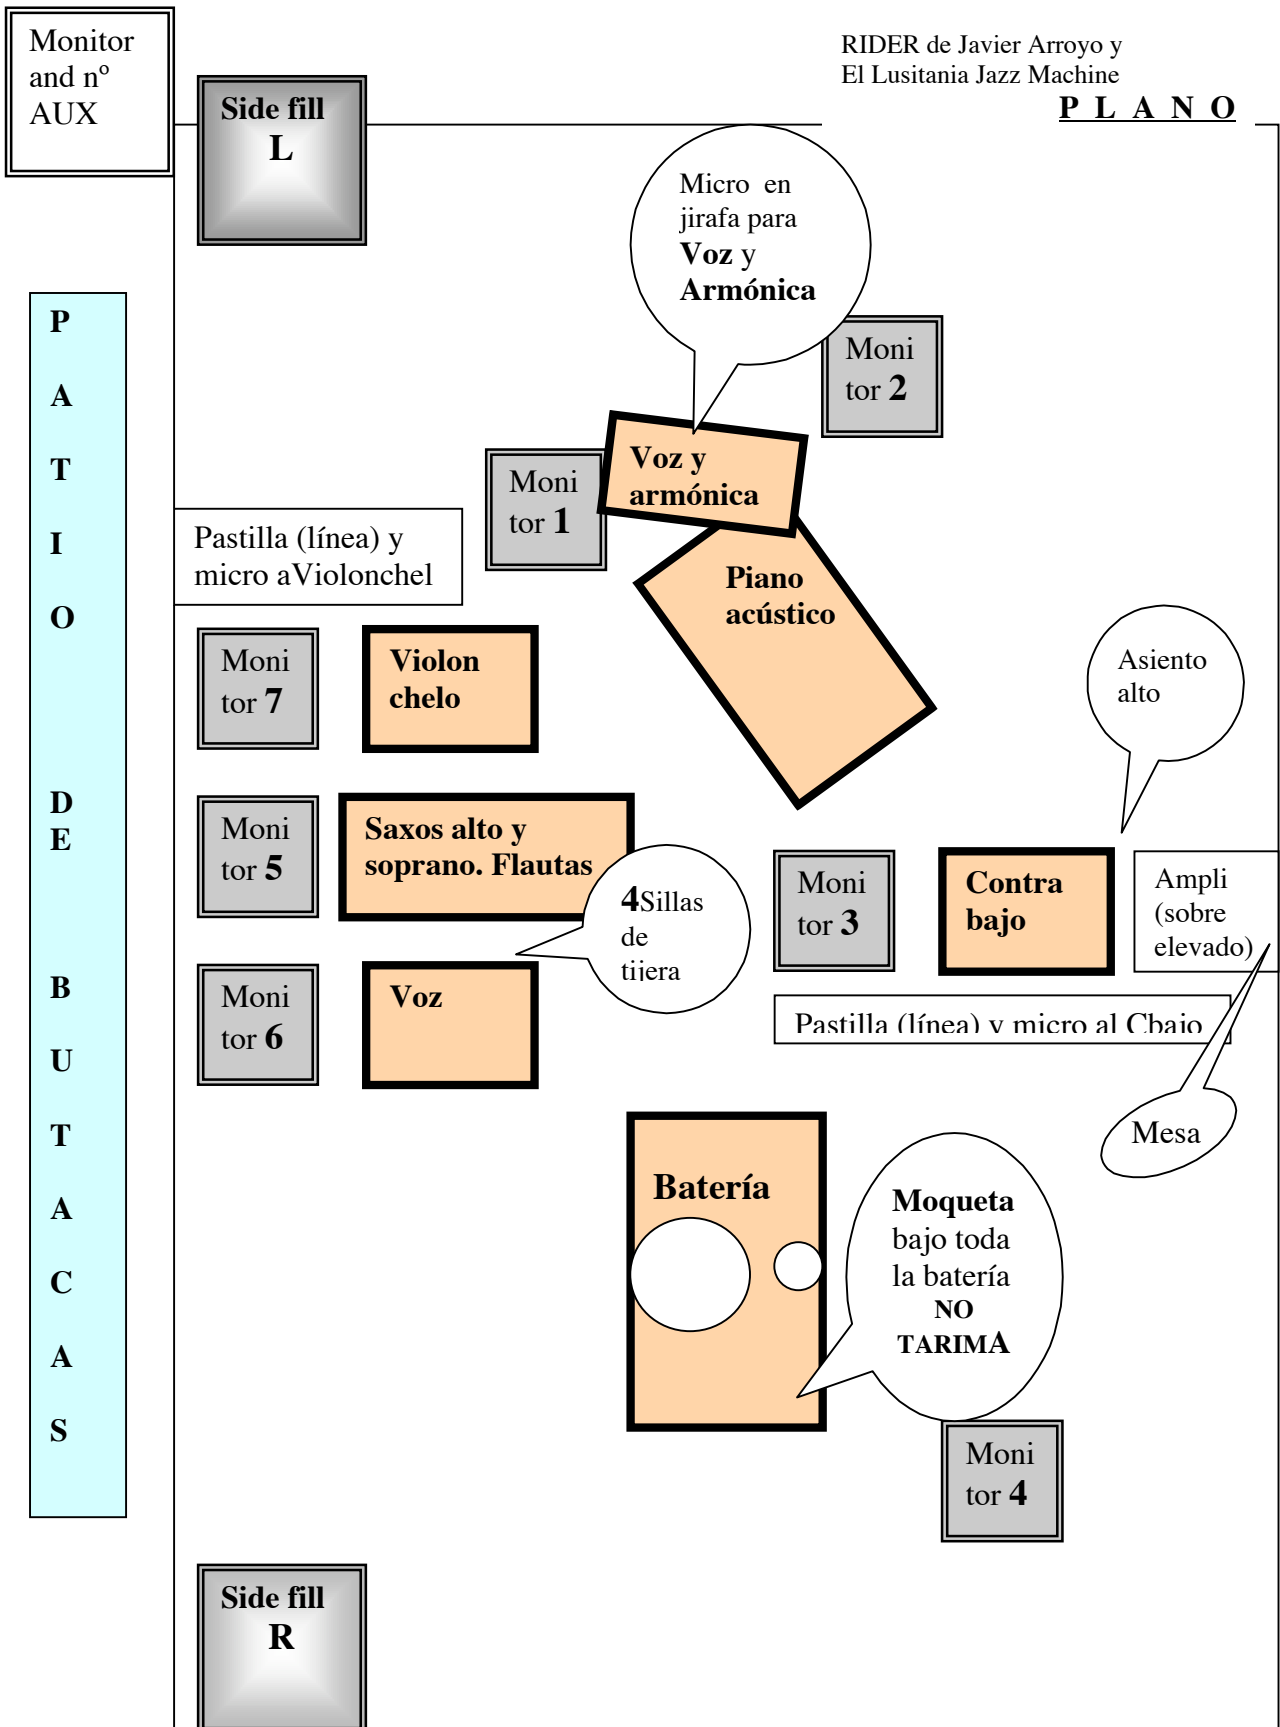 Monitor
and nº
AUX
RIDER de Javier Arroyo y
El Lusitania Jazz Machine
P L A N O
Side fill
L
Micro en
jirafa para
Voz y
Armónica
Moni
tor 2
Voz y
armónica
Moni
tor 1
Pastilla (línea) y
micro aViolonchel
Piano
acústico
Moni
tor 7
Violon
chelo
Asiento
alto
Moni
tor 5
Saxos alto y
soprano. Flautas
4Sillas
de
tijera
Moni
tor 3
Contra
bajo
Ampli
(sobre
elevado)
Moni
tor 6
Voz
Pastilla (línea) y micro al Cbajo
Mesa
Batería
Moqueta
bajo toda
la batería
NO
TARIMA
Moni
tor 4
Side fill
R
P
A
T
I
O
D
E
B
U
T
A
C
A
S